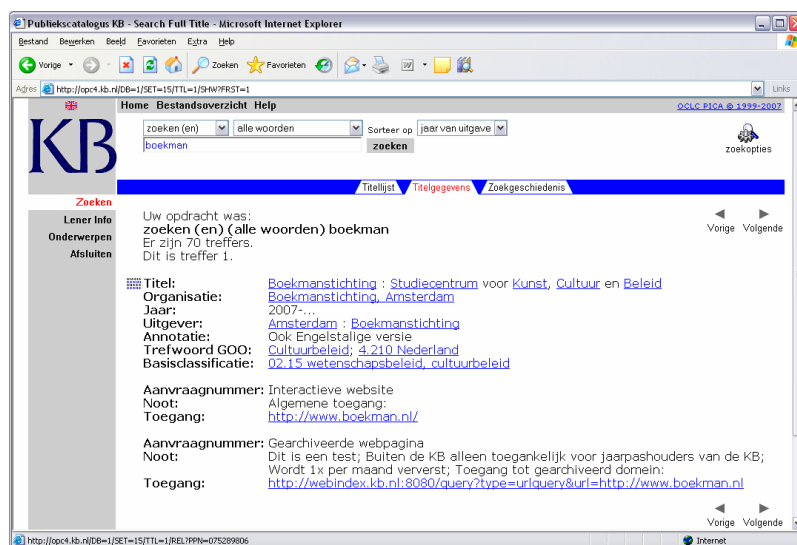 Publiekscatalogus KB - Search Full Title - Microsoft Internet Explorer
Bestand Bewerken Beeld Favorieten Extra Help
Vorige Zoeken Favorieten
Adres http://opc4.kb.nl/DB=1/SET=15/TTL=1/SHW?FRST=1 Links
Home Bestandsoverzicht Help OCLC PICA © 1999-2007
KB
zoeken (en) alle woorden Sorteer op jaar van uitgave
boekman zoeken
zoekopties
Titellijst Titelgegevens Zoekgeschiedenis
Zoeken
Lener Info
Onderwerpen
Afsluiten
Uw opdracht was:
zoeken (en) (alle woorden) boekman
Er zijn 70 treffers.
Dit is treffer 1.
Vorige Volgende
Titel: Boekmanstichting : Studiecentrum voor Kunst, Cultuur en Beleid
Organisatie: Boekmanstichting, Amsterdam
Jaar: 2007-...
Uitgever: Amsterdam : Boekmanstichting
Annotatie: Ook Engelstalige versie
Trefwoord GOO: Cultuurbeleid; 4.210 Nederland
Basisclassificatie: 02.15 wetenschapsbeleid, cultuurbeleid
Aanvraagnummer: Interactieve website
Noot: Algemene toegang:
Toegang: http://www.boekman.nl/
Aanvraagnummer: Gearchiveerde webpagina
Noot: Dit is een test; Buiten de KB alleen toegankelijk voor jaarpashouders van de KB;
Wordt 1x per maand ververst; Toegang tot gearchiveerd domein:
Toegang: http://webindex.kb.nl:8080/query?type=urlquery&url=http://www.boekman.nl
Vorige Volgende
http://opc4.kb.nl/DB=1/SET=15/TTL=1/REL?PPN=075289806 Internet